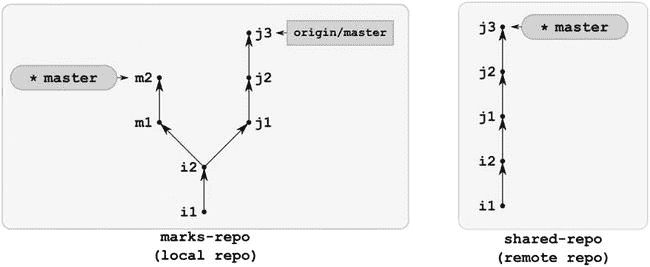 j3
origin/master
* master
m2
j2
m1
j1
i2
i1
marks-repo
(local repo)
j3
* master
j2
j1
i2
i1
shared-repo
(remote repo)